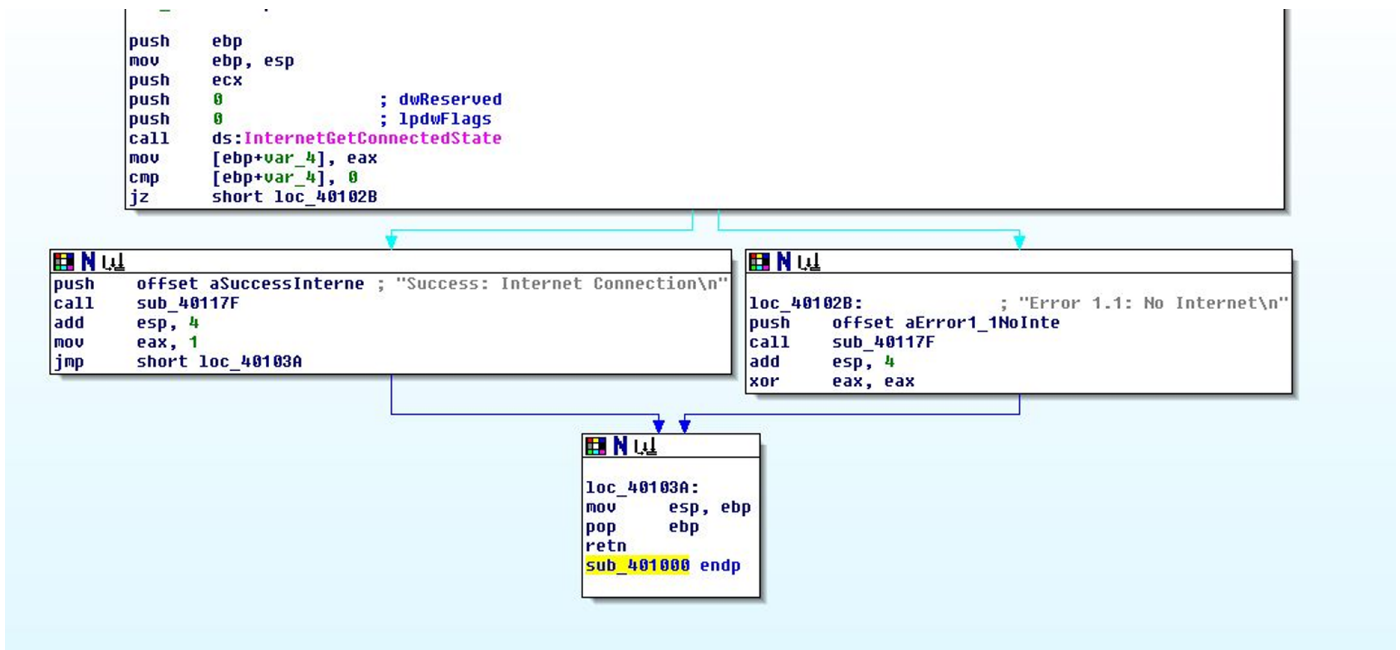 push ebp
mov ebp, esp
push ecx
push 0 ; dwReserved
push 0 ; lpdwFlags
call ds:InternetGetConnectedState
mov [ebp+var_4], eax
cmp [ebp+var_4], 0
jz short loc_40102B
push offset aSuccessInterne ; "Success: Internet Connection\n"
call sub_40117F
add esp, 4
mov eax, 1
jmp short loc_40103A
loc_40102B: ; "Error 1.1: No Internet\n"
push offset aError1_1NoInte
call sub_40117F
add esp, 4
xor eax, eax
loc_40103A:
mov esp, ebp
pop ebp
retn
sub_401000 endp